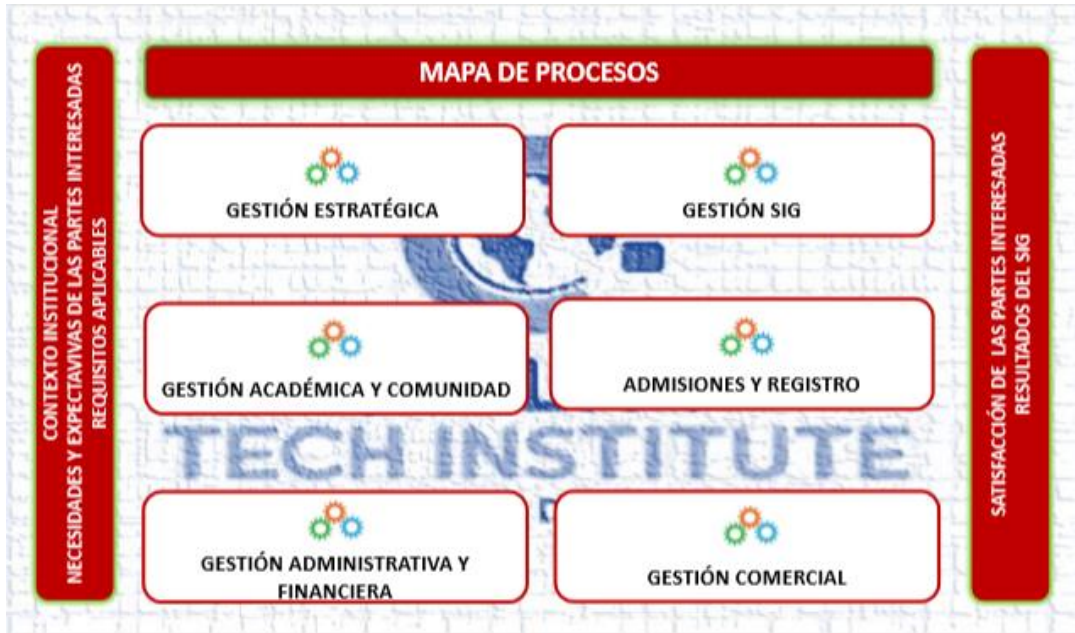 MAPA DE PROCESOS
CONTEXTO INSTITUCIONAL
NECESIDADES Y EXPECTAVIVAS DE LAS PARTES INTERESADAS
REQUISITOS APLICABLES
GESTIÓN ESTRATÉGICA
GESTIÓN SIG
GESTIÓN ACADÉMICA Y COMUNIDAD
ADMISIONES Y REGISTRO
TECH INSTITUTE
GESTIÓN ADMINISTRATIVA Y
FINANCIERA
GESTIÓN COMERCIAL
SATISFACCIÓN DE LAS PARTES INTERESADAS
RESULTADOS DEL SIG